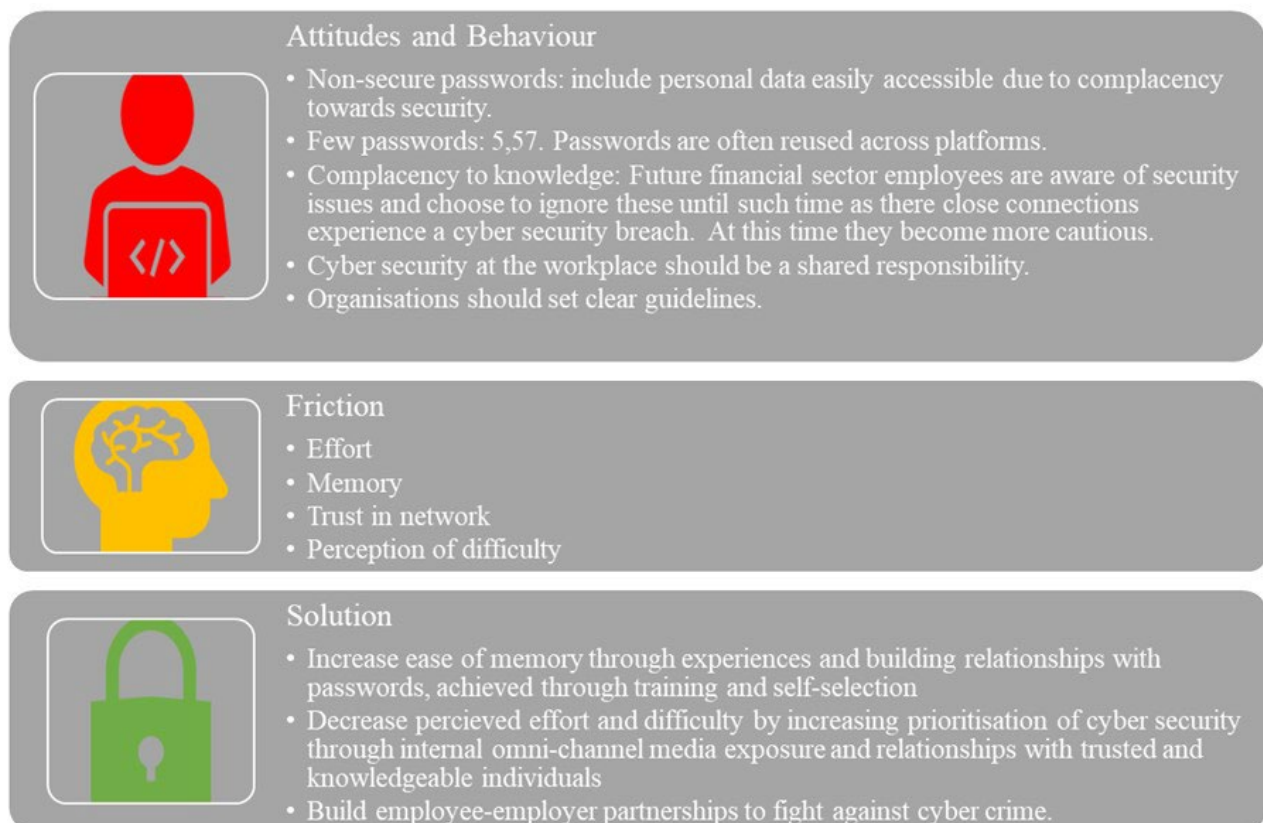 Attitudes and Behaviour
• Non-secure passwords: include personal data easily accessible due to complacency
towards security.
• Few passwords: 5,57. Passwords are often reused across platforms.
• Complacency to knowledge: Future financial sector employees are aware of security
issues and choose to ignore these until such time as there close connections
experience a cyber security breach.  At this time they become more cautious.
• Cyber security at the workplace should be a shared responsibility.
• Organisations should set clear guidelines.
</>
Friction
• Effort
• Memory
• Trust in network
• Perception of difficulty
Solution
• Increase ease of memory through experiences and building relationships with
passwords, achieved through training and self-selection
• Decrease percieved effort and difficulty by increasing prioritisation of cyber security
through internal omni-channel media exposure and relationships with trusted and
knowledgeable individuals
• Build employee-employer partnerships to fight against cyber crime.